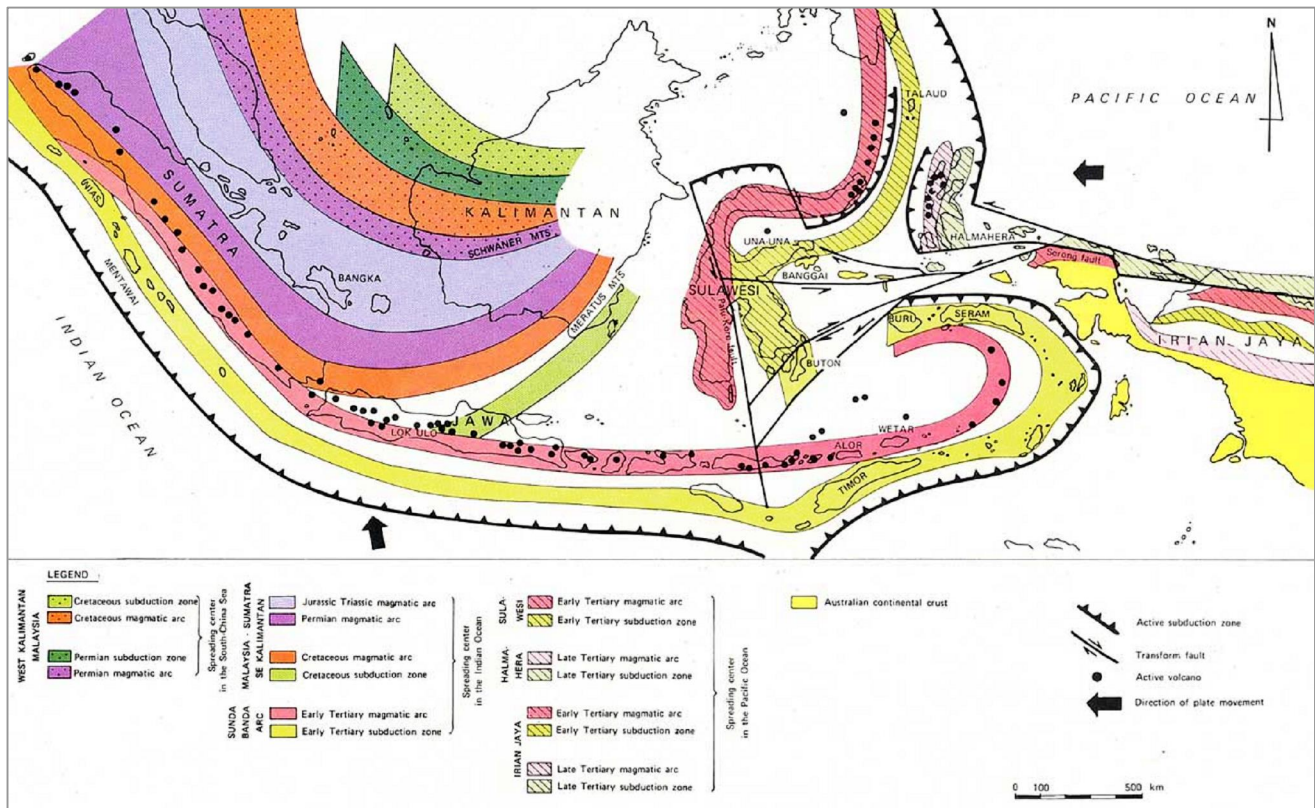 N
PACIFIC OCEAN
TALAUD
SUMATRA
NIAS
MENTAWAI
INDIAN OCEAN
BANGKA
KALIMANTAN
SCHWANER MTS
MERATUS MTS
UNA-UNA
BANGGAI
SULAWESI
Palu Koro fault
HALMAHERA
Sorong fault
BURU
SERAM
BUTON
IRIAN JAYA
JAWA
LOK ULO
WETAR
ALOR
TIMOR
LEGEND
WEST KALIMANTAN
MALAYSIA
Cretaceous subduction zone
Cretaceous magmatic arc
Permian subduction zone
Permian magmatic arc
Spreading center
in the South-China Sea
MALAYSIA - SUMATRA
SE KALIMANTAN
Jurassic Triassic magmatic arc
Permian magmatic arc
Cretaceous magmatic arc
Cretaceous subduction zone
SUNDA
BANDA
ARC
Early Tertiary magmatic arc
Early Tertiary subduction zone
Spreading center
in the Indian Ocean
SULA-
WESI
Early Tertiary magmatic arc
Early Tertiary subduction zone
HALMA-
HERA
Late Tertiary magmatic arc
Late Tertiary subduction zone
IRIAN JAYA
Early Tertiary magmatic arc
Early Tertiary subduction zone
Late Tertiary magmatic arc
Late Tertiary subduction zone
Spreading center
in the Pacific Ocean
Australian continental crust
Active subduction zone
Transform fault
Active volcano
Direction of plate movement
0 100 500 km